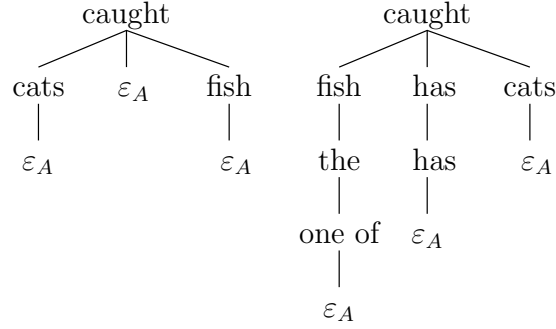 caught caught
cats ε_A fish fish has cats
ε_A ε_A the has ε_A
one of ε_A
ε_A